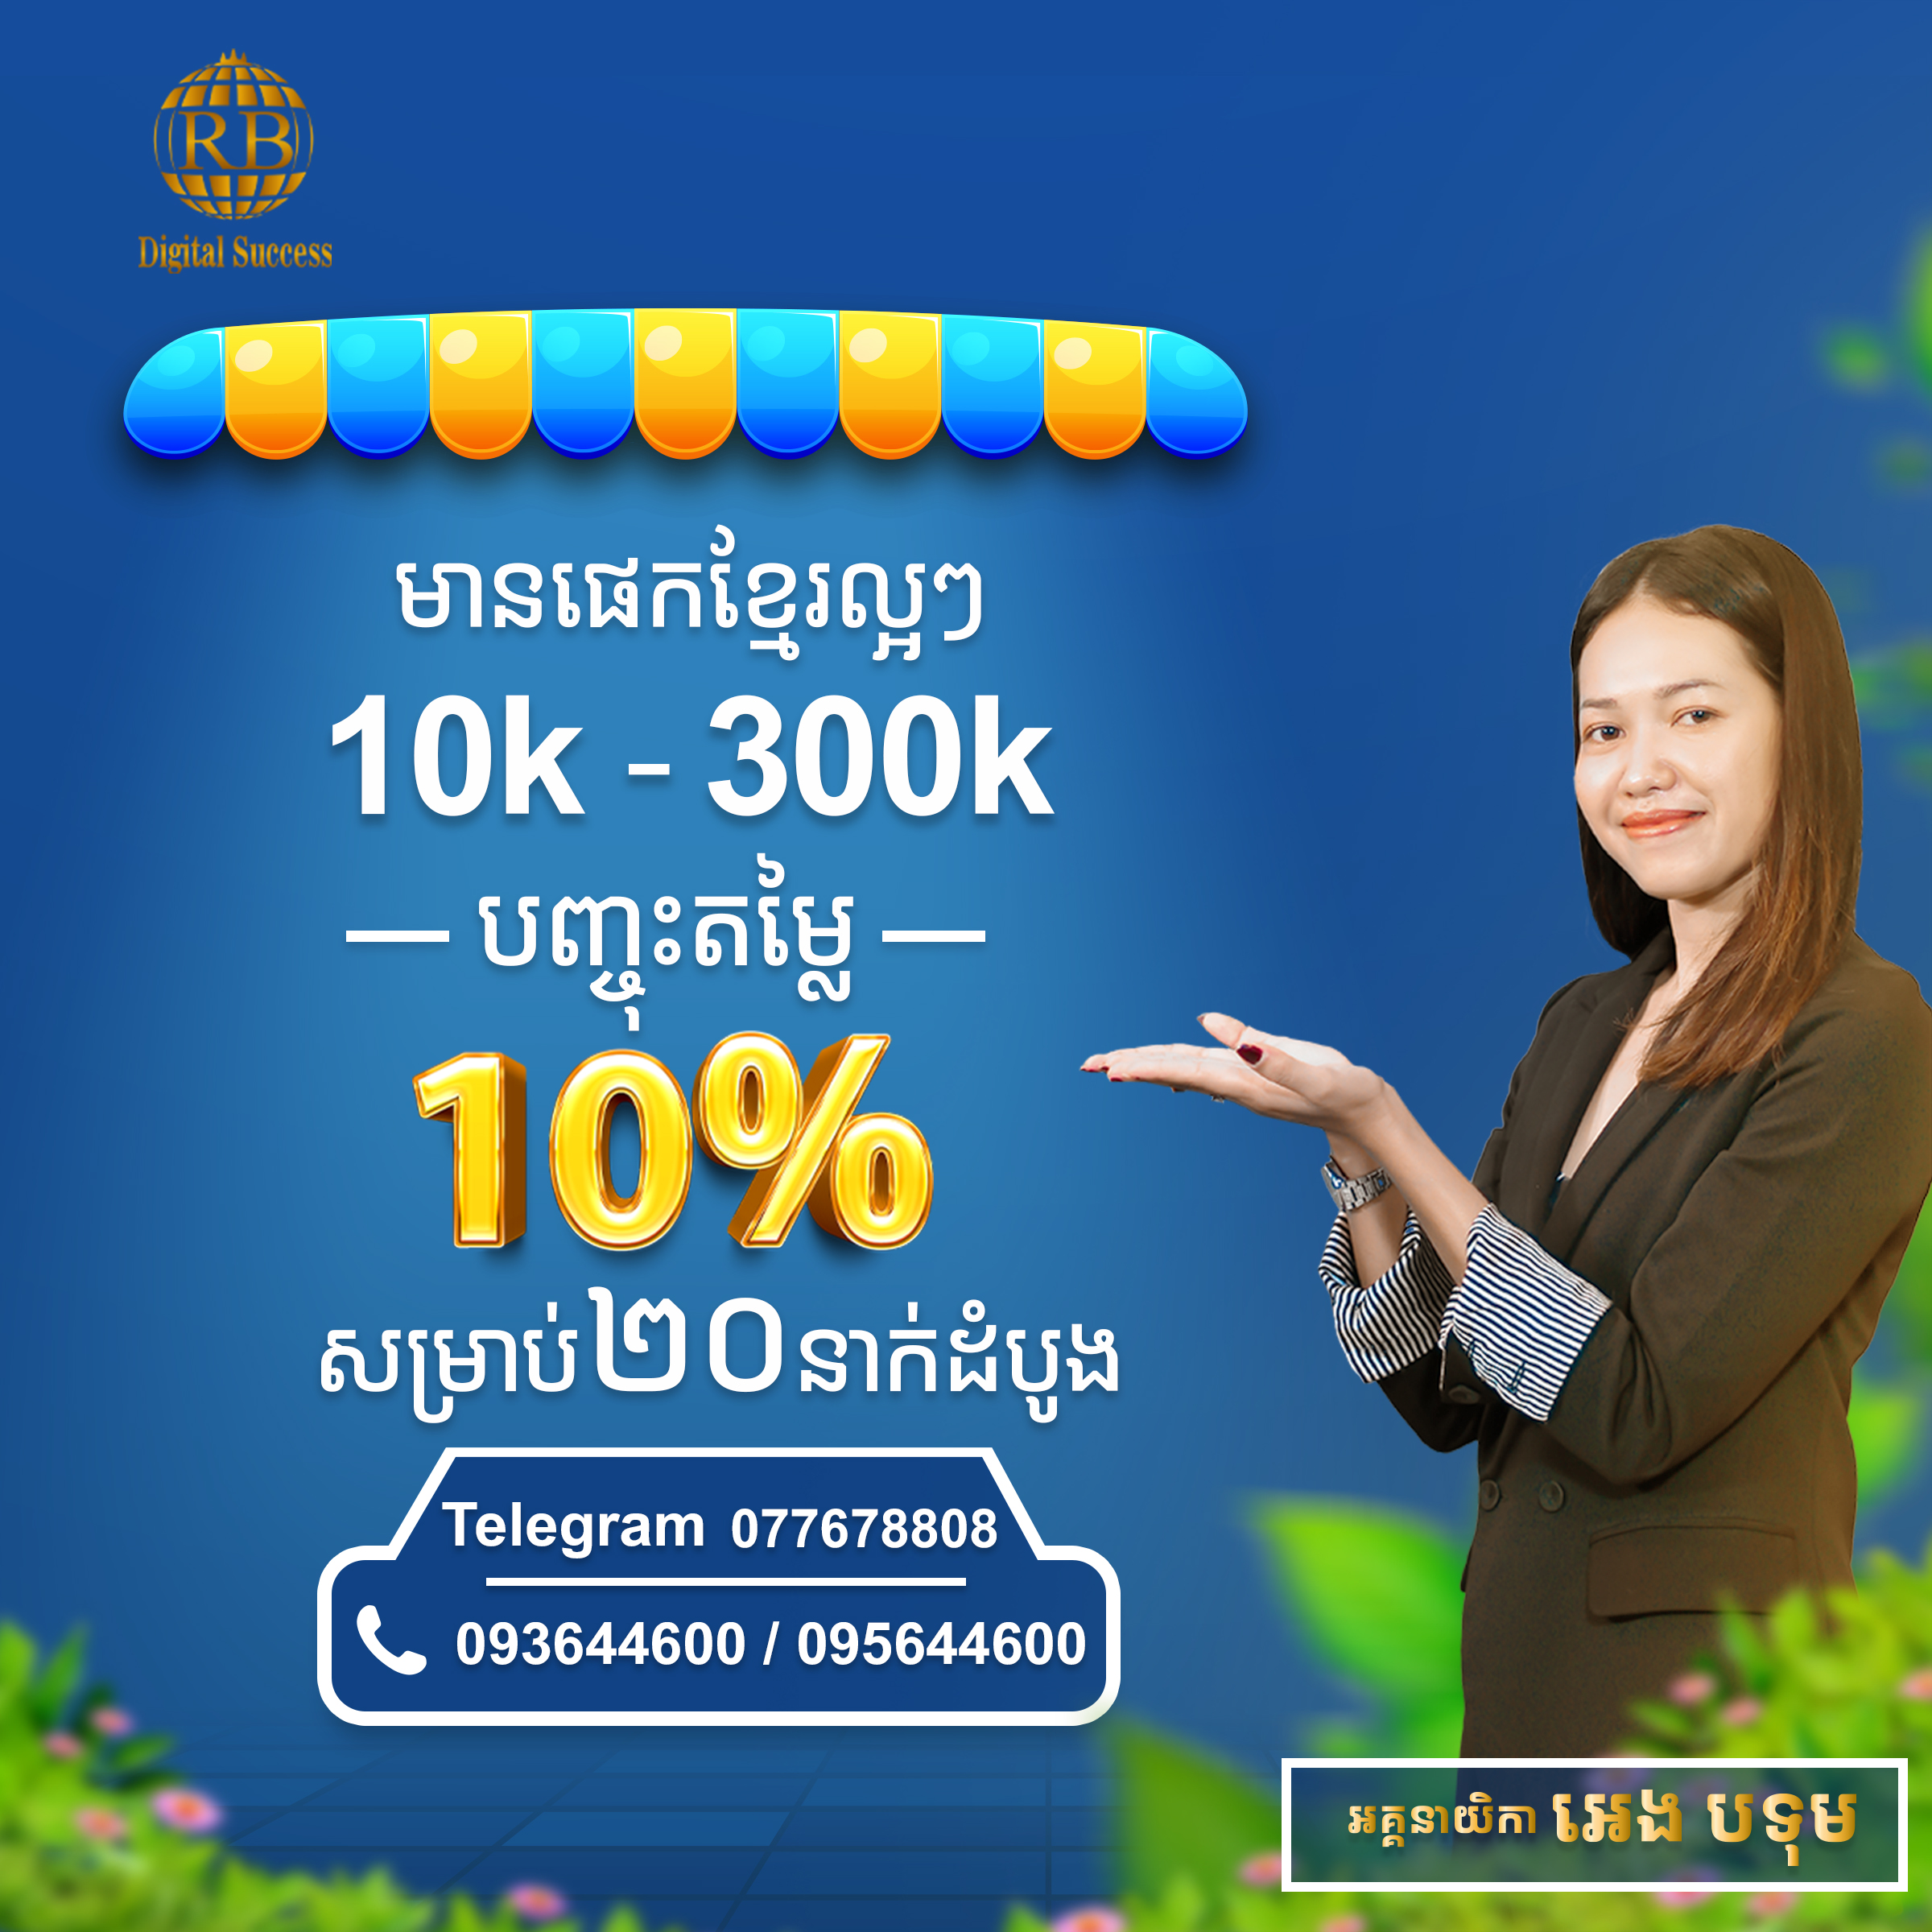 RB
Digital Success
មានផេកខ្មែរល្អៗ
10k - 300k
បញ្ចុះតម្លៃ
10%
សម្រាប់២០នាក់ដំបូង
Telegram 077678808
093644600 / 095644600
អគ្គនាយិកា អេង បទុម